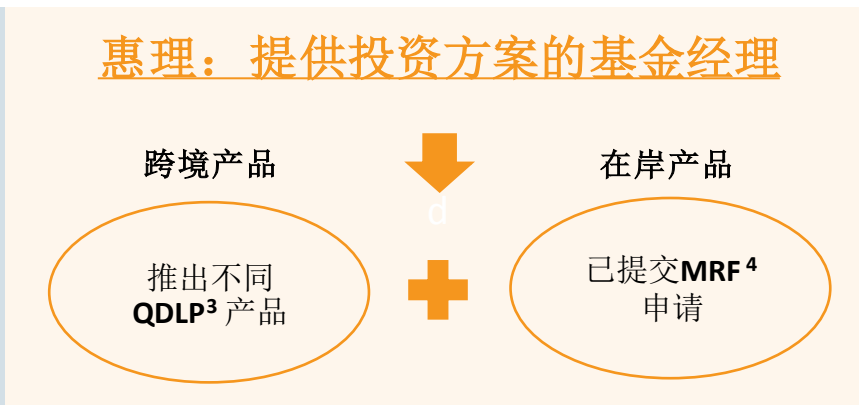 惠理：提供投资方案的基金经理
跨境产品
在岸产品
d
推出不同
QDLP³ 产品
已提交MRF⁴
申请